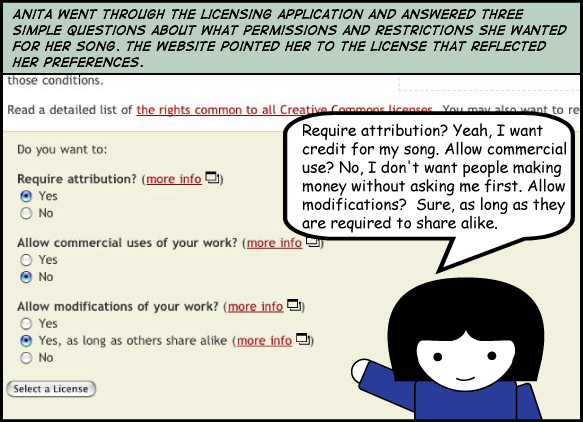 ANITA WENT THROUGH THE LICENSING APPLICATION AND ANSWERED THREE
SIMPLE QUESTIONS ABOUT WHAT PERMISSIONS AND RESTRICTIONS SHE WANTED
FOR HER SONG. THE WEBSITE POINTED HER TO THE LICENSE THAT REFLECTED
HER PREFERENCES.
those conditions.
Read a detailed list of the rights common to all Creative Commons licenses. You may also want to re
Require attribution? Yeah, I want
credit for my song. Allow commercial
use? No, I don't want people making
money without asking me first. Allow
modifications? Sure, as long as they
are required to share alike.
Do you want to:
Require attribution? (more info)
Yes
No
Allow commercial uses of your work? (more info)
Yes
No
Allow modifications of your work? (more info)
Yes
Yes, as long as others share alike (more info)
No
Select a License